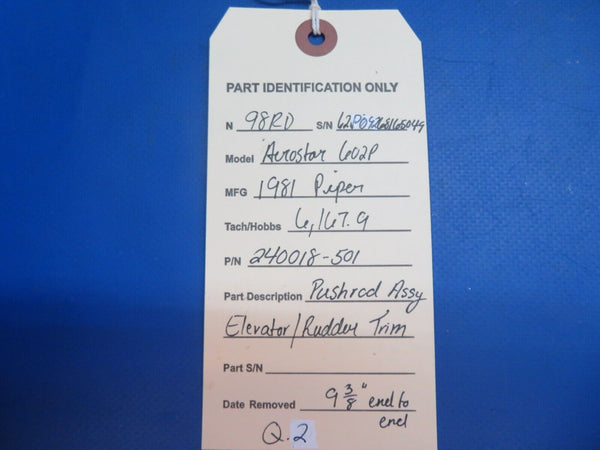 PART IDENTIFICATION ONLY
N 98RD S/N
Model Aerostar 602P
MFG 1981 Piper
Tach/Hobbs 6,167.9
P/N 240018-501
Part Description Pushrod Assy
Elevator/Rudder Trim
Part S/N
Date Removed 9 3/8" end to
end
Q.2